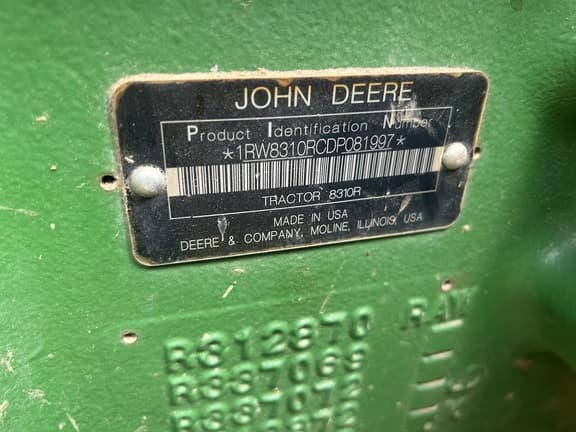 JOHN DEERE
Product Identification Number
*1RW8310RCDP081997*
TRACTOR 8310R
MADE IN USA
DEERE & COMPANY, MOLINE, ILLINOIS, USA
R312870 RAW
R337069
R337072